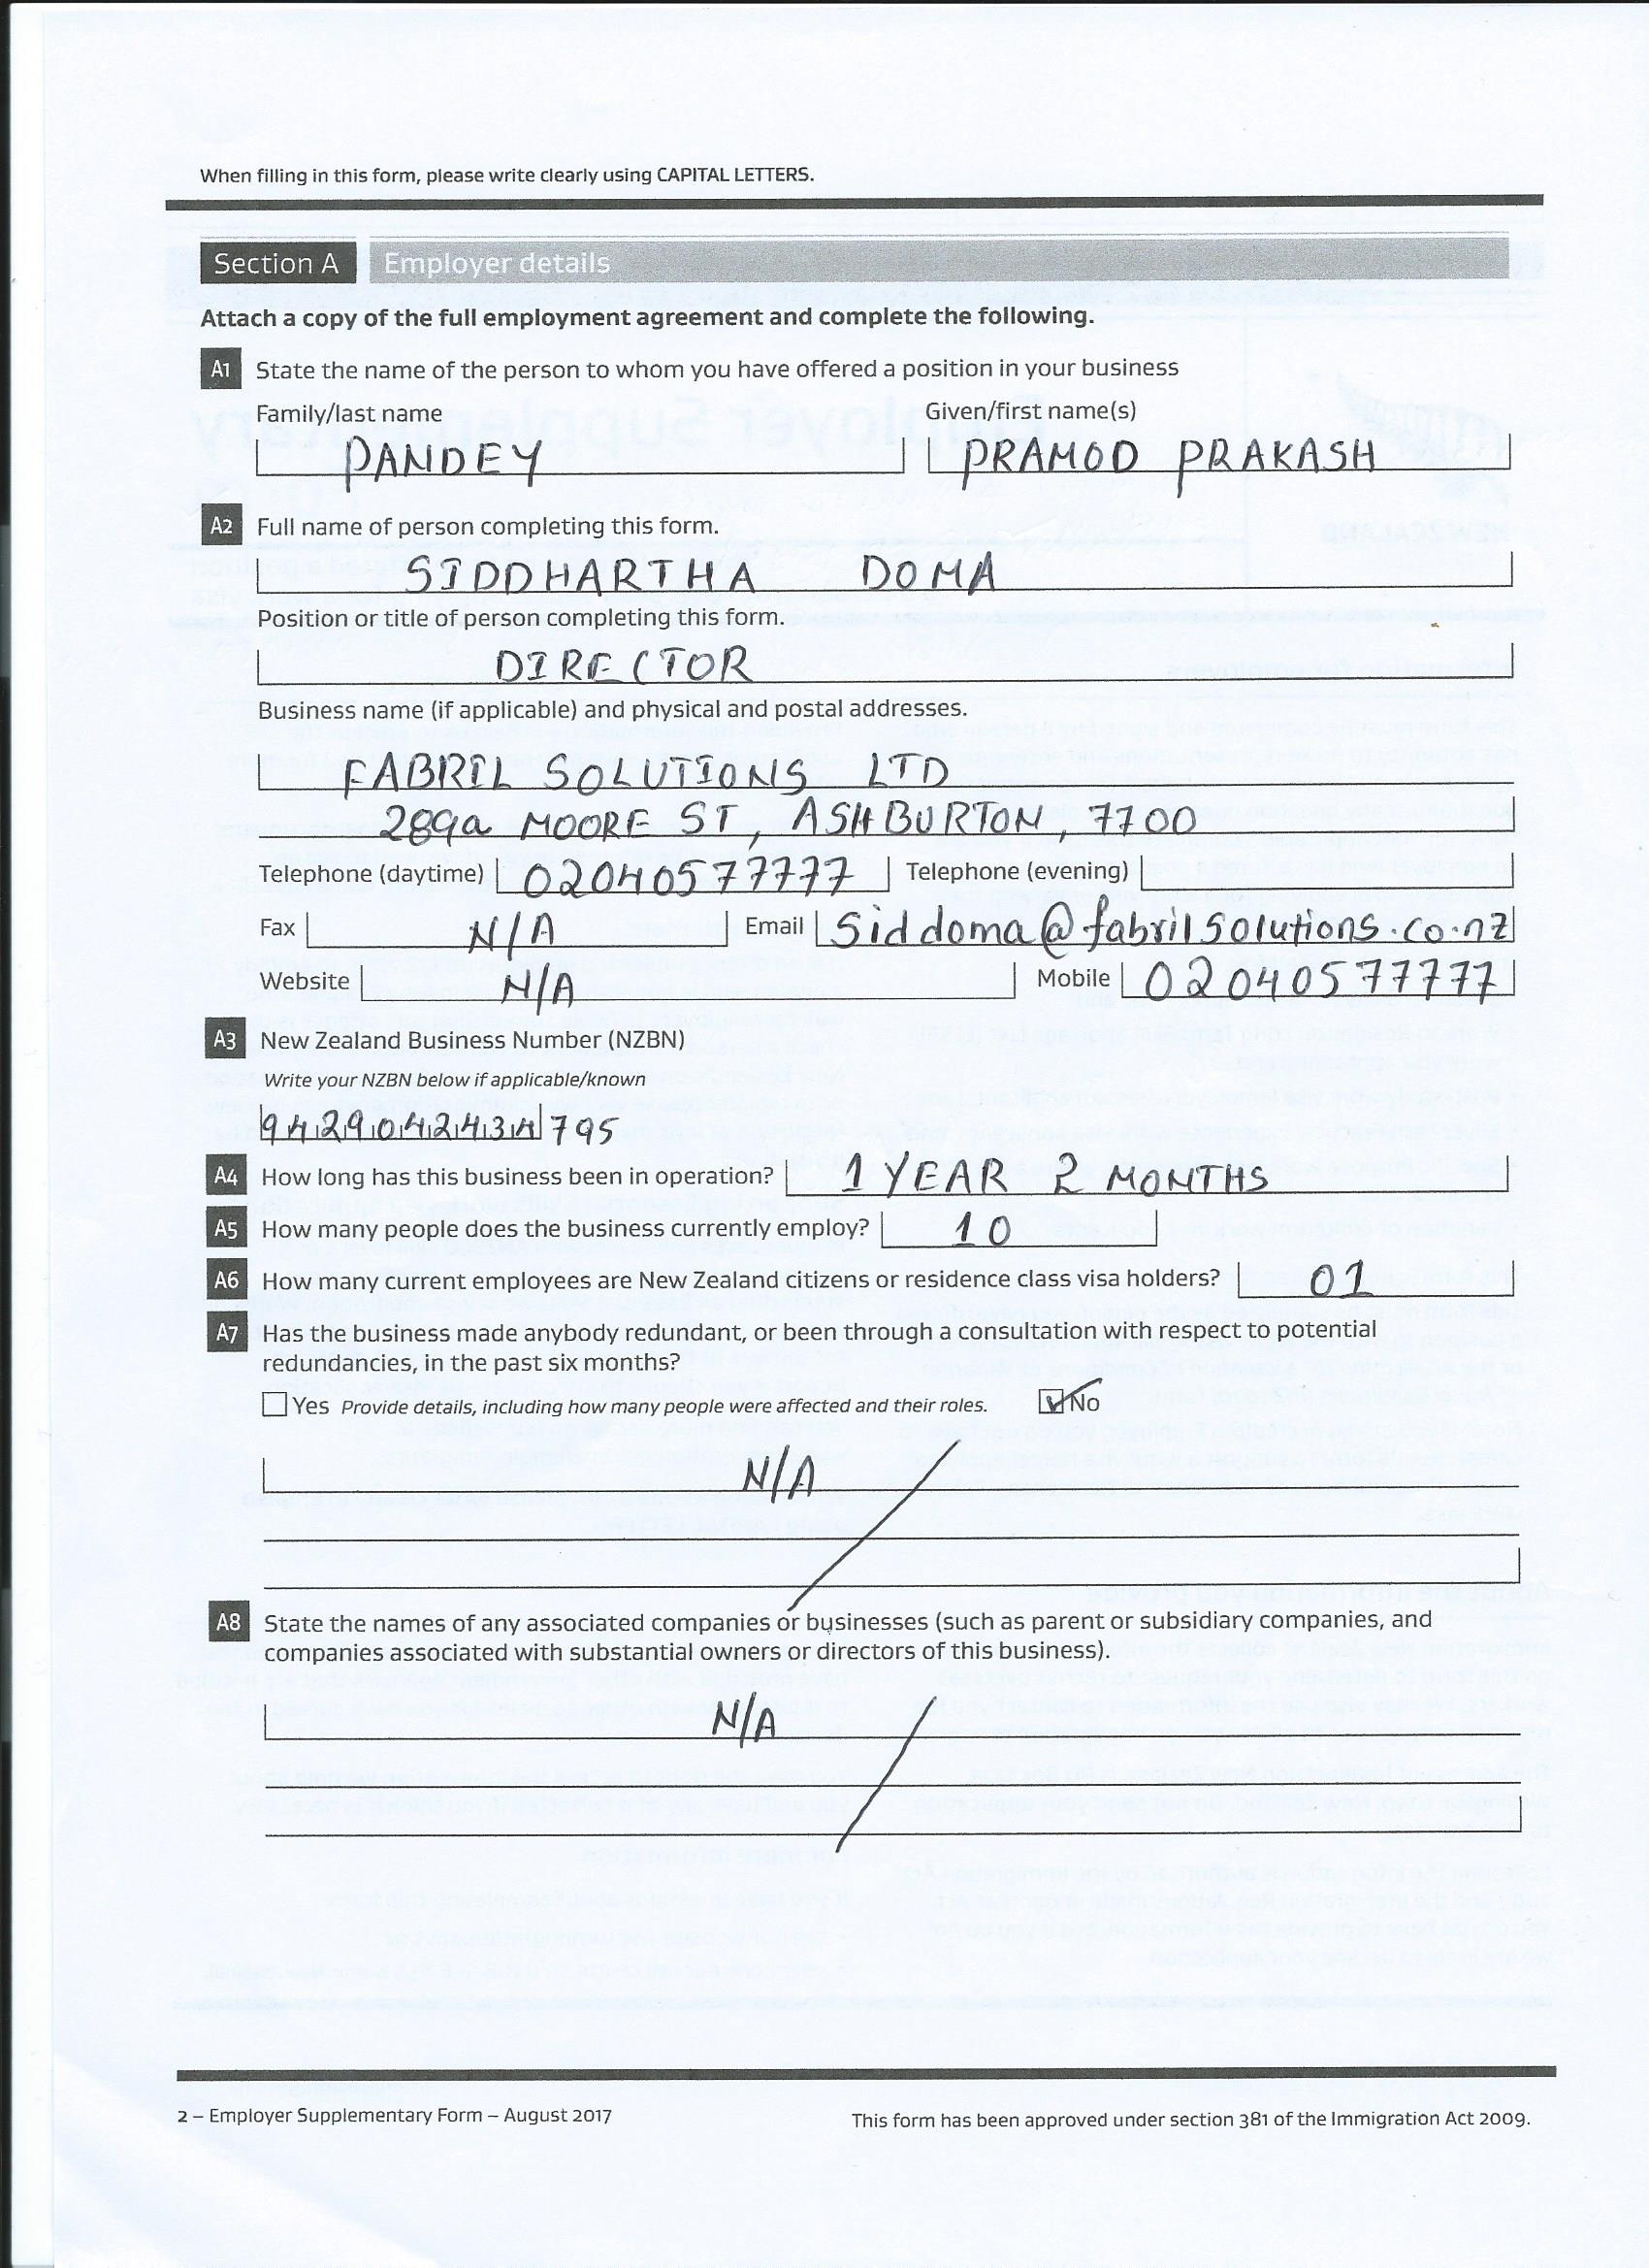 When filling in this form, please write clearly using CAPITAL LETTERS.
Section A Employer details
Attach a copy of the full employment agreement and complete the following.
A1 State the name of the person to whom you have offered a position in your business
Family/last name Given/first name(s)
PANDEY PRAMOD PRAKASH
A2 Full name of person completing this form.
SIDDHARTHA DOMA
Position or title of person completing this form.
DIRECTOR
Business name (if applicable) and physical and postal addresses.
FABRIL SOLUTIONS LTD
289a MOORE ST, ASHBURTON, 7700
Telephone (daytime) 02040577777 Telephone (evening)
Fax N/A Email siddoma@fabrilsolutions.co.nz
Website N/A Mobile 02040577777
A3 New Zealand Business Number (NZBN)
Write your NZBN below if applicable/known
9429042434795
A4 How long has this business been in operation? 1 YEAR 2 MONTHS
A5 How many people does the business currently employ? 10
A6 How many current employees are New Zealand citizens or residence class visa holders? 01
A7 Has the business made anybody redundant, or been through a consultation with respect to potential
redundancies, in the past six months?
Yes Provide details, including how many people were affected and their roles. No
N/A
A8 State the names of any associated companies or businesses (such as parent or subsidiary companies, and
companies associated with substantial owners or directors of this business).
N/A
2 – Employer Supplementary Form – August 2017 This form has been approved under section 381 of the Immigration Act 2009.